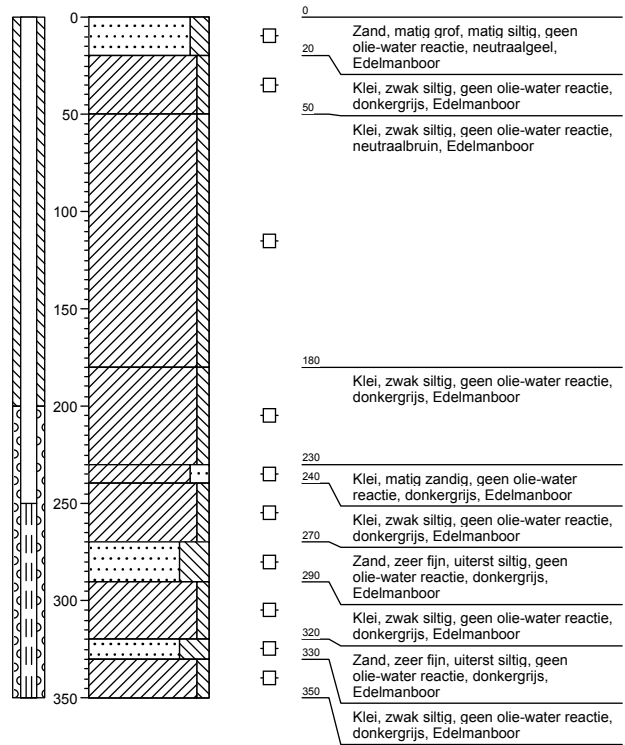 0
50
100
150
200
250
300
350
0
Zand, matig grof, matig siltig, geen
olie-water reactie, neutraalgeel,
Edelmanboor
20
Klei, zwak siltig, geen olie-water reactie,
donkergrijs, Edelmanboor
50
Klei, zwak siltig, geen olie-water reactie,
neutraalbruin, Edelmanboor
180
Klei, zwak siltig, geen olie-water reactie,
donkergrijs, Edelmanboor
230
240
Klei, matig zandig, geen olie-water
reactie, donkergrijs, Edelmanboor
Klei, zwak siltig, geen olie-water reactie,
donkergrijs, Edelmanboor
270
Zand, zeer fijn, uiterst siltig, geen
olie-water reactie, donkergrijs,
Edelmanboor
290
Klei, zwak siltig, geen olie-water reactie,
donkergrijs, Edelmanboor
320
330
Zand, zeer fijn, uiterst siltig, geen
olie-water reactie, donkergrijs,
Edelmanboor
350
Klei, zwak siltig, geen olie-water reactie,
donkergrijs, Edelmanboor